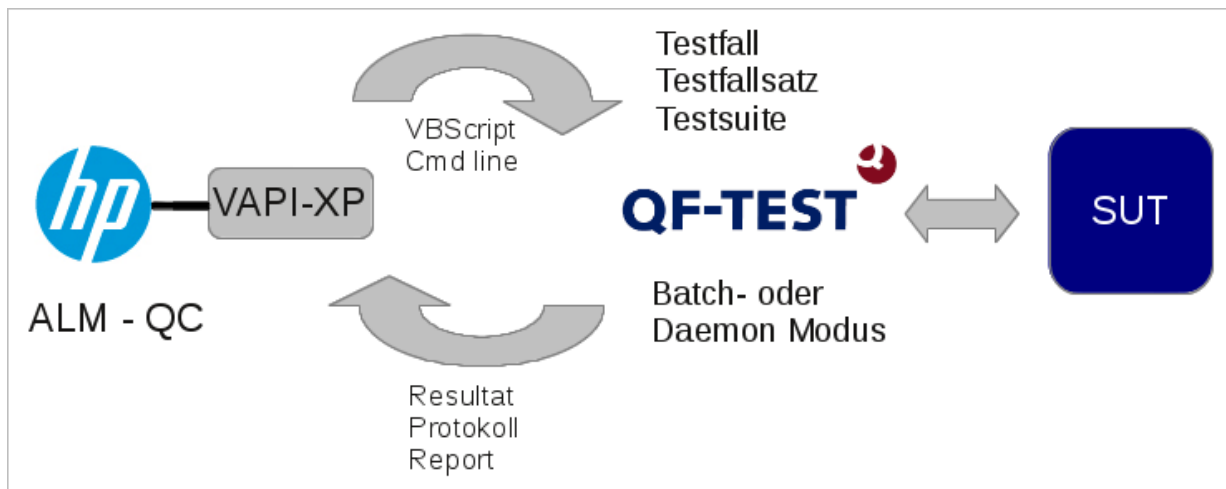 hp
ALM - QC
VAPI-XP
VBScript
Cmd line
Testfall
Testfallsatz
Testsuite
QF-TEST
Q
Batch- oder
Daemon Modus
SUT
Resultat
Protokoll
Report